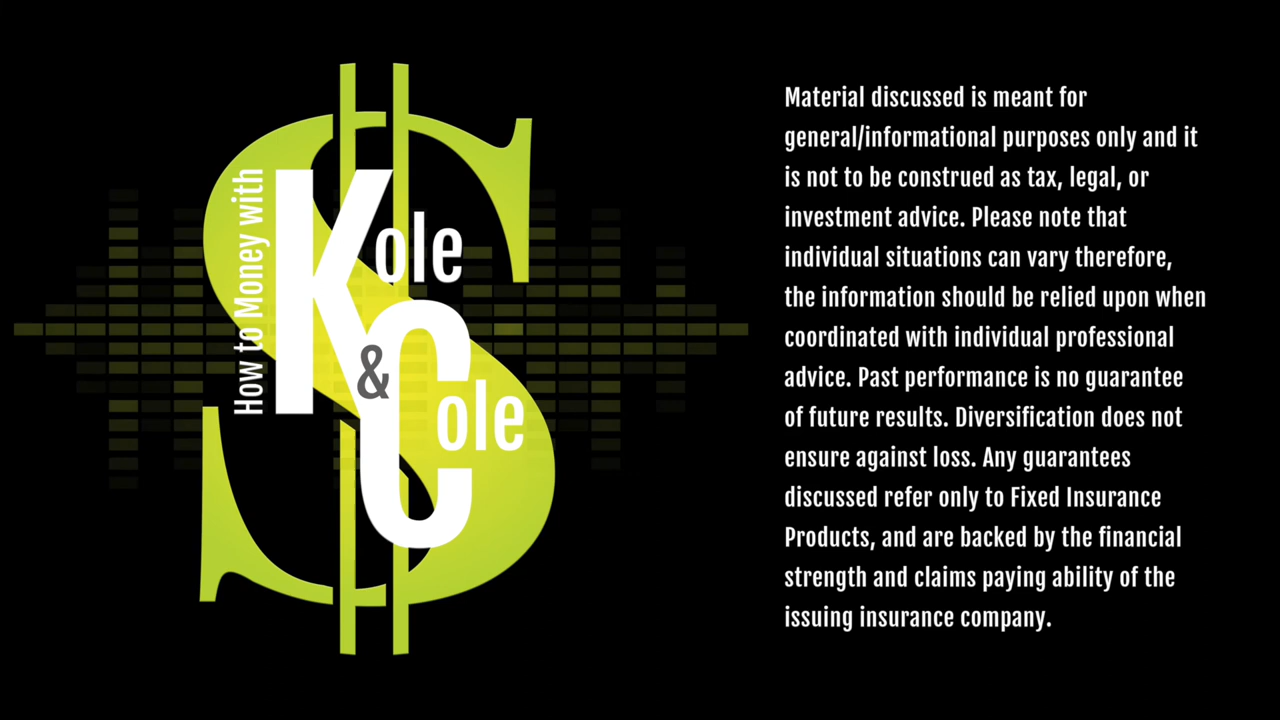 How to Money with
Kole
&
Cole
Material discussed is meant for
general/informational purposes only and it
is not to be construed as tax, legal, or
investment advice. Please note that
individual situations can vary therefore,
the information should be relied upon when
coordinated with individual professional
advice. Past performance is no guarantee
of future results. Diversification does not
ensure against loss. Any guarantees
discussed refer only to Fixed Insurance
Products, and are backed by the financial
strength and claims paying ability of the
issuing insurance company.